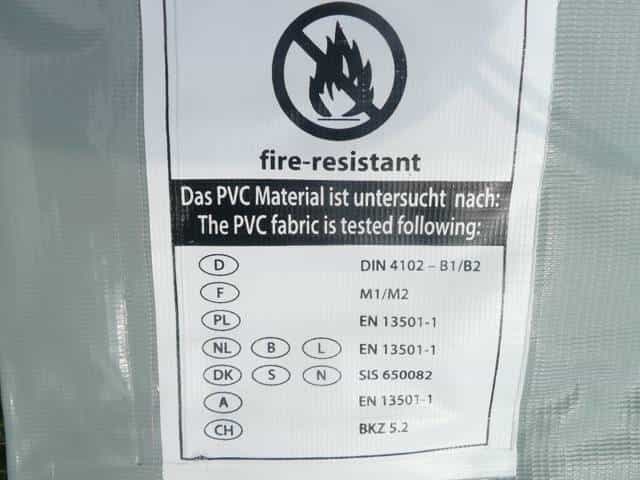 fire-resistant
Das PVC Material ist untersucht nach:
The PVC fabric is tested following:
D DIN 4102 – B1/B2
F M1/M2
PL EN 13501-1
NL B L EN 13501-1
DK S N SIS 650082
A EN 13501-1
CH BKZ 5.2